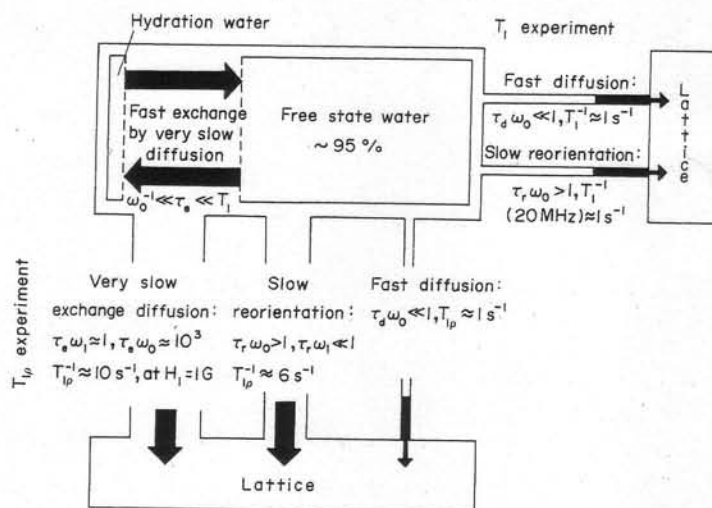 Hydration water
T₁ experiment
Fast exchange
by very slow
diffusion
ω₀⁻¹ ≪ τₑ ≪ T₁
Free state water
~ 95 %
Fast diffusion:
τ_d ω₀ ≪ 1, T₁⁻¹ ≈ 1 s⁻¹
Slow reorientation:
τᵣ ω₀ > 1, T₁⁻¹
(20 MHz) ≈ 1 s⁻¹
Lattice
T₁ρ experiment
Very slow
exchange diffusion:
τₑ ω₁ ≈ 1, τₑ ω₀ ≈ 10³
T₁ρ⁻¹ ≈ 10 s⁻¹, at H₁ = 1 G
Slow
reorientation:
τᵣ ω₀ > 1, τᵣ ω₁ ≪ 1
T₁ρ⁻¹ ≈ 6 s⁻¹
Fast diffusion:
τ_d ω₀ ≪ 1, T₁ρ⁻¹ ≈ 1 s⁻¹
Lattice